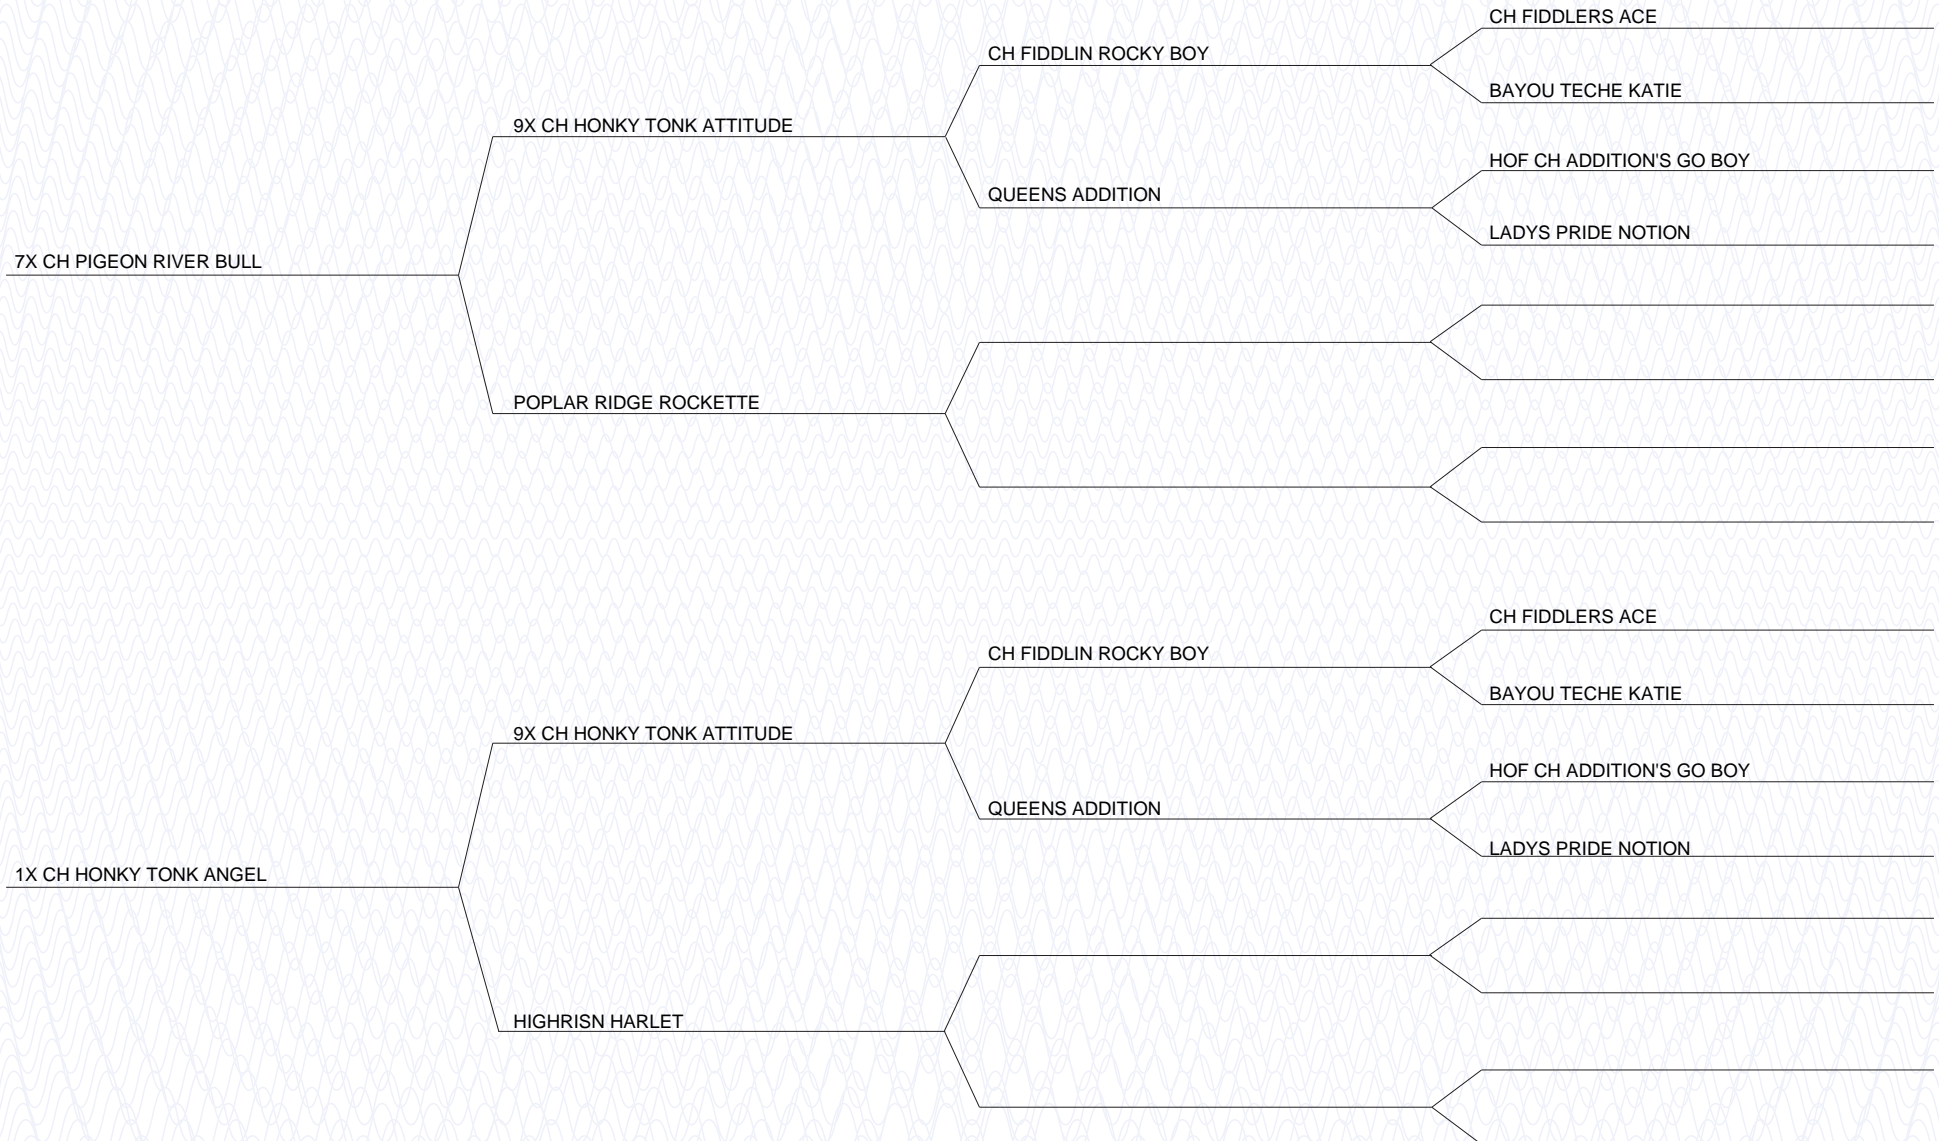 CH FIDDLERS ACE
CH FIDDLIN ROCKY BOY
BAYOU TECHE KATIE
9X CH HONKY TONK ATTITUDE
HOF CH ADDITION'S GO BOY
QUEENS ADDITION
LADYS PRIDE NOTION
7X CH PIGEON RIVER BULL
POPLAR RIDGE ROCKETTE
CH FIDDLERS ACE
CH FIDDLIN ROCKY BOY
BAYOU TECHE KATIE
9X CH HONKY TONK ATTITUDE
HOF CH ADDITION'S GO BOY
QUEENS ADDITION
LADYS PRIDE NOTION
1X CH HONKY TONK ANGEL
HIGHRISN HARLET